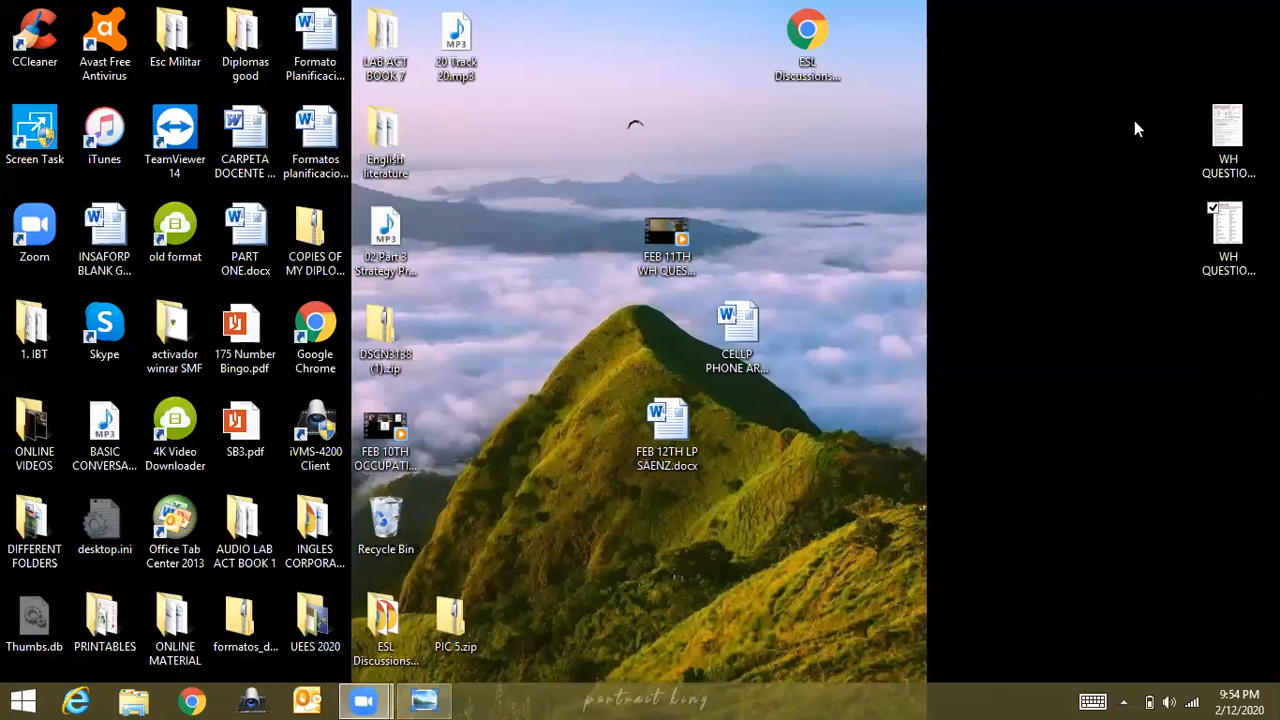 CCleaner
Avast Free
Antivirus
Esc Militar
Diplomas
good
Formato
Planificaci...
LAB ACT
BOOK 7
MP3
20 Track
20.mp3
ESL
Discussions...
Screen Task
iTunes
TeamViewer
14
CARPETA
DOCENTE ...
Formatos
planificacio...
English
literature
WH
QUESTIO...
Zoom
INSAFORP
BLANK G...
old format
PART
ONE.docx
COPIES OF
MY DIPLO...
MP3
02 Part 3
Strategy Pr...
FEB 11TH
WH QUES...
WH
QUESTIO...
1. IBT
Skype
activador
winrar SMF
175 Number
Bingo.pdf
Google
Chrome
DSCN3138
(1).zip
CELLP
PHONE AR...
ONLINE
VIDEOS
MP3
BASIC
CONVERSA...
4K Video
Downloader
SB3.pdf
iVMS-4200
Client
FEB 10TH
OCCUPATI...
FEB 12TH LP
SAENZ.docx
DIFFERENT
FOLDERS
desktop.ini
Office Tab
Center 2013
AUDIO LAB
ACT BOOK 1
INGLES
CORPORA...
Recycle Bin
Thumbs.db
PRINTABLES
ONLINE
MATERIAL
formatos_d...
UEES 2020
ESL
Discussions...
PIC 5.zip
portrait king
9:54 PM
2/12/2020